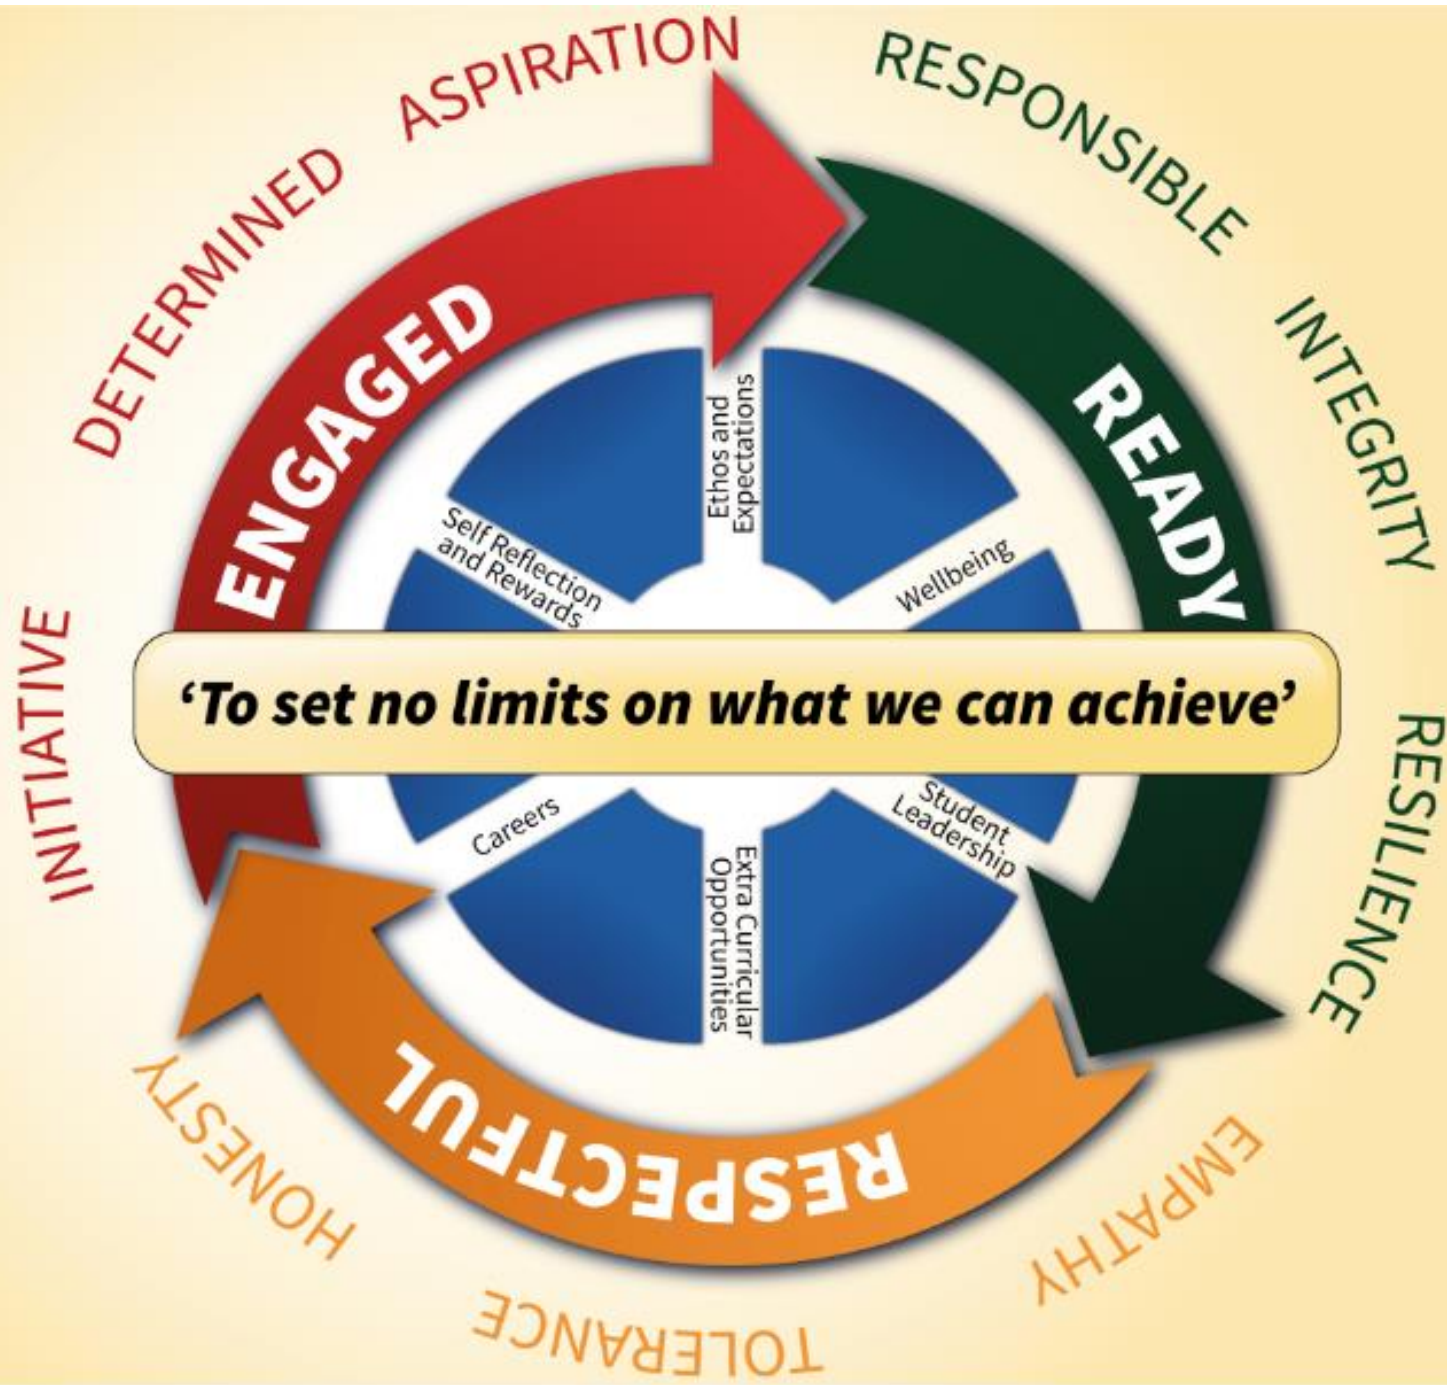 ASPIRATION
RESPONSIBLE
DETERMINED
INTEGRITY
ENGAGED
READY
Ethos and
Expectations
Self Reflection
and Rewards
Wellbeing
INITIATIVE
‘To set no limits on what we can achieve’
RESILIENCE
Careers
Student
Leadership
Extra Curricular
Opportunities
RESPECTFUL
HONESTY
EMPATHY
TOLERANCE